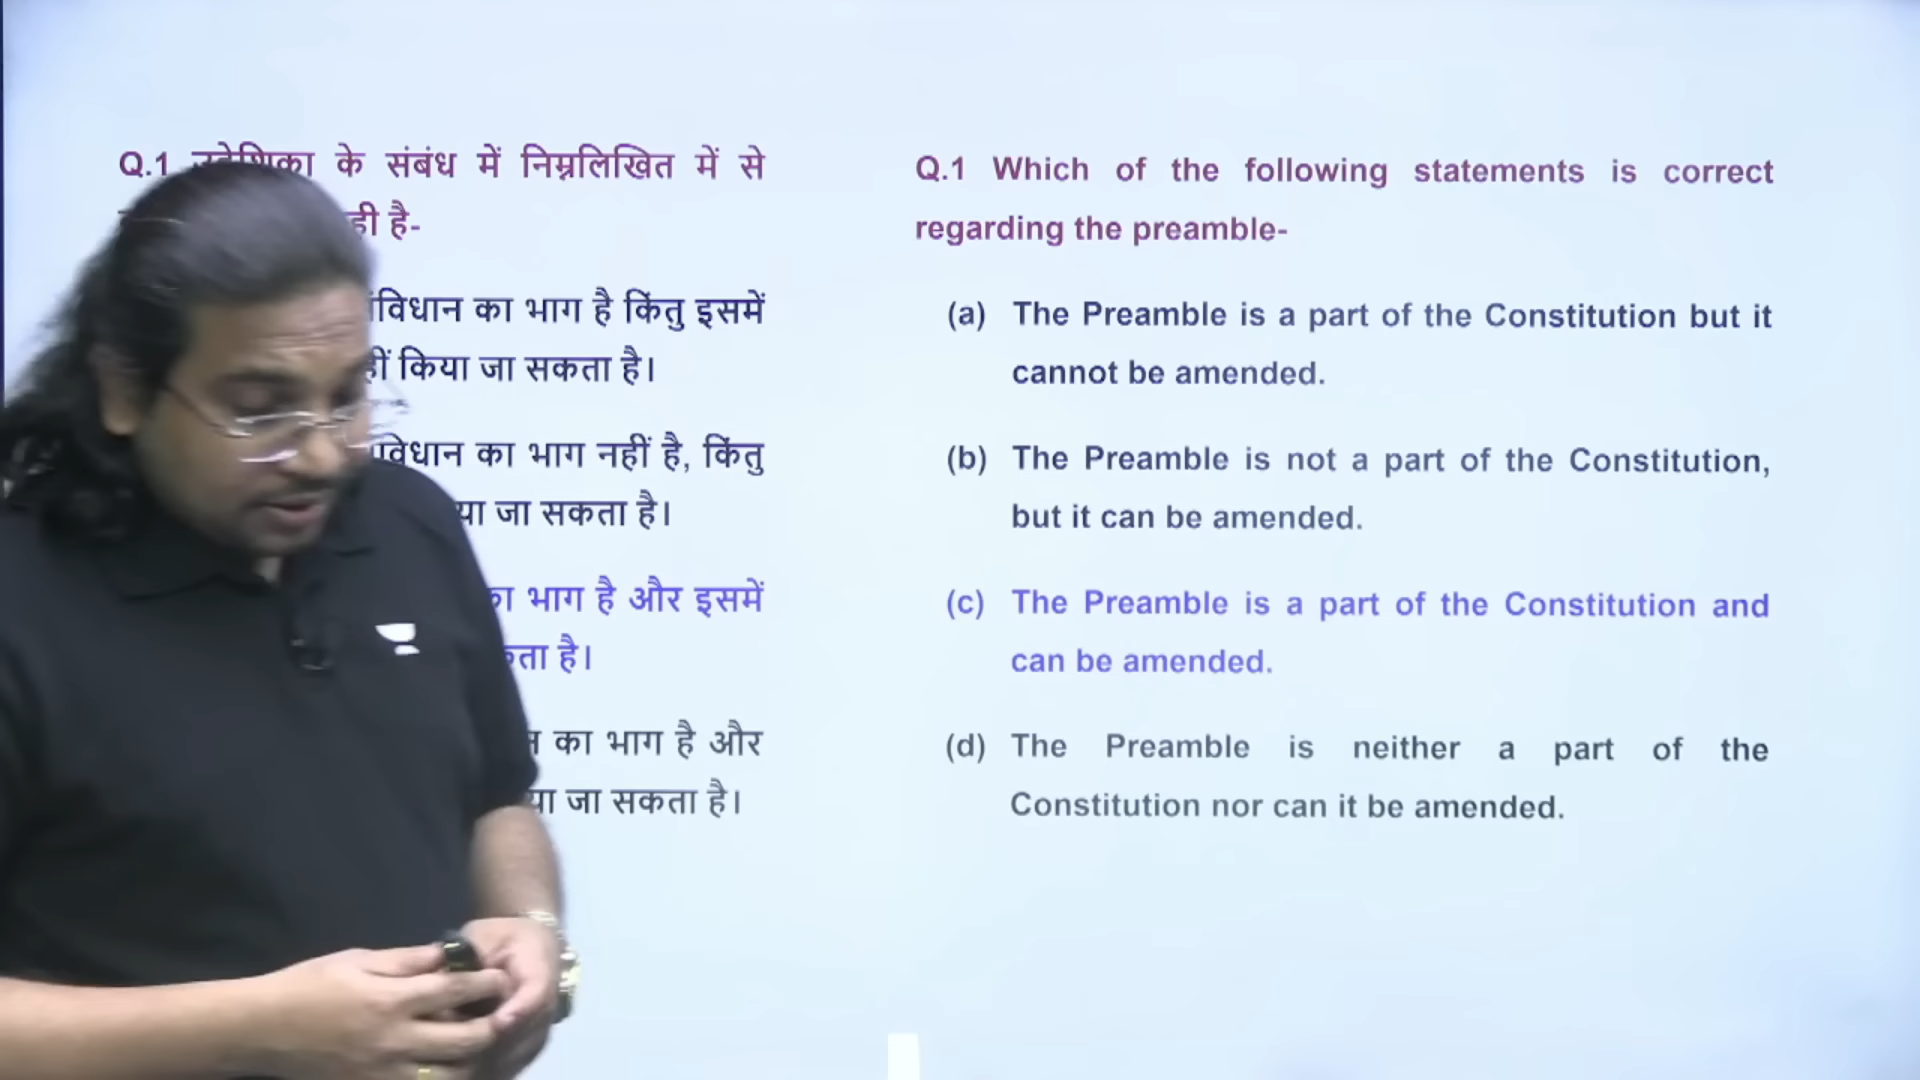 Q.1 के संबंध में निम्नलिखित में से
है-
का भाग है किंतु इसमें
किया जा सकता है।
का भाग नहीं है, किंतु
जा सकता है।
भाग है और इसमें
है।
का भाग है और
जा सकता है।
Q.1 Which of the following statements is correct
regarding the preamble-
(a) The Preamble is a part of the Constitution but it
cannot be amended.
(b) The Preamble is not a part of the Constitution,
but it can be amended.
(c) The Preamble is a part of the Constitution and
can be amended.
(d) The Preamble is neither a part of the
Constitution nor can it be amended.